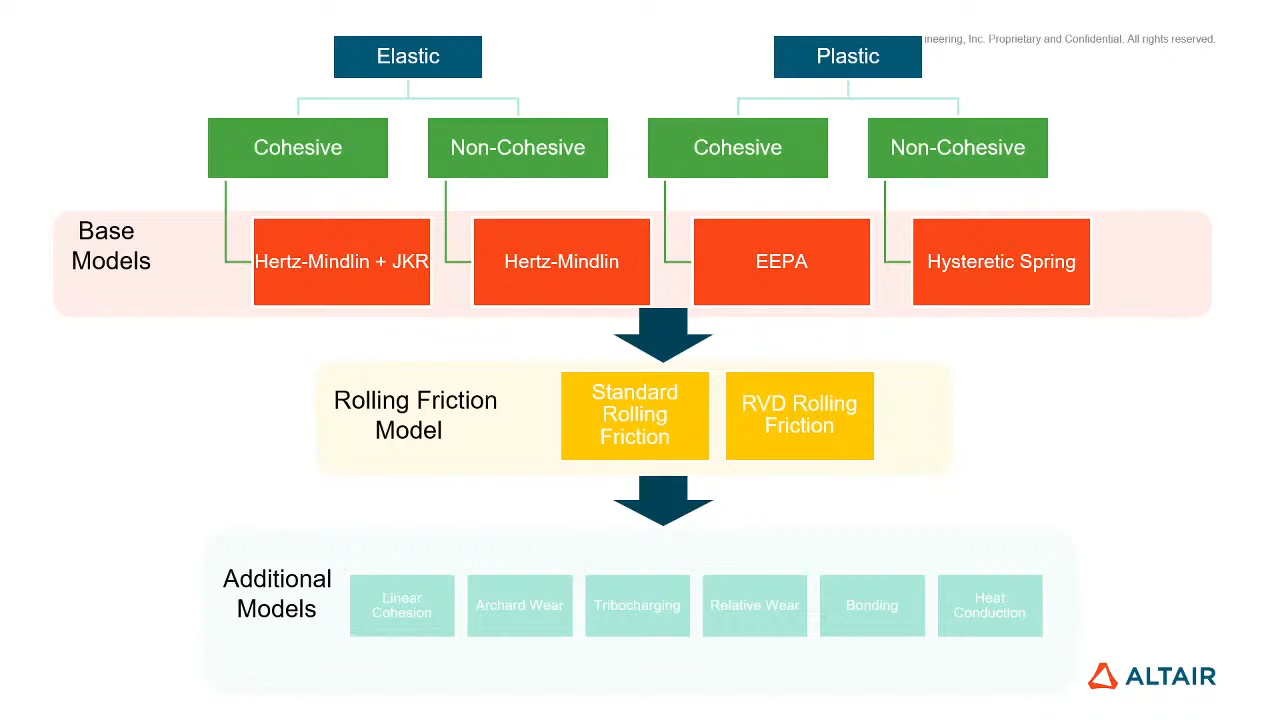 Elastic
Plastic
ineering, Inc. Proprietary and Confidential. All rights reserved.
Cohesive
Non-Cohesive
Cohesive
Non-Cohesive
Base
Models
Hertz-Mindlin + JKR
Hertz-Mindlin
EEPA
Hysteretic Spring
Rolling Friction
Model
Standard
Rolling
Friction
RVD Rolling
Friction
Additional
Models
Linear
Cohesion
Archard Wear
Tribocharging
Relative Wear
Bonding
Heat
Conduction
ALTAIR